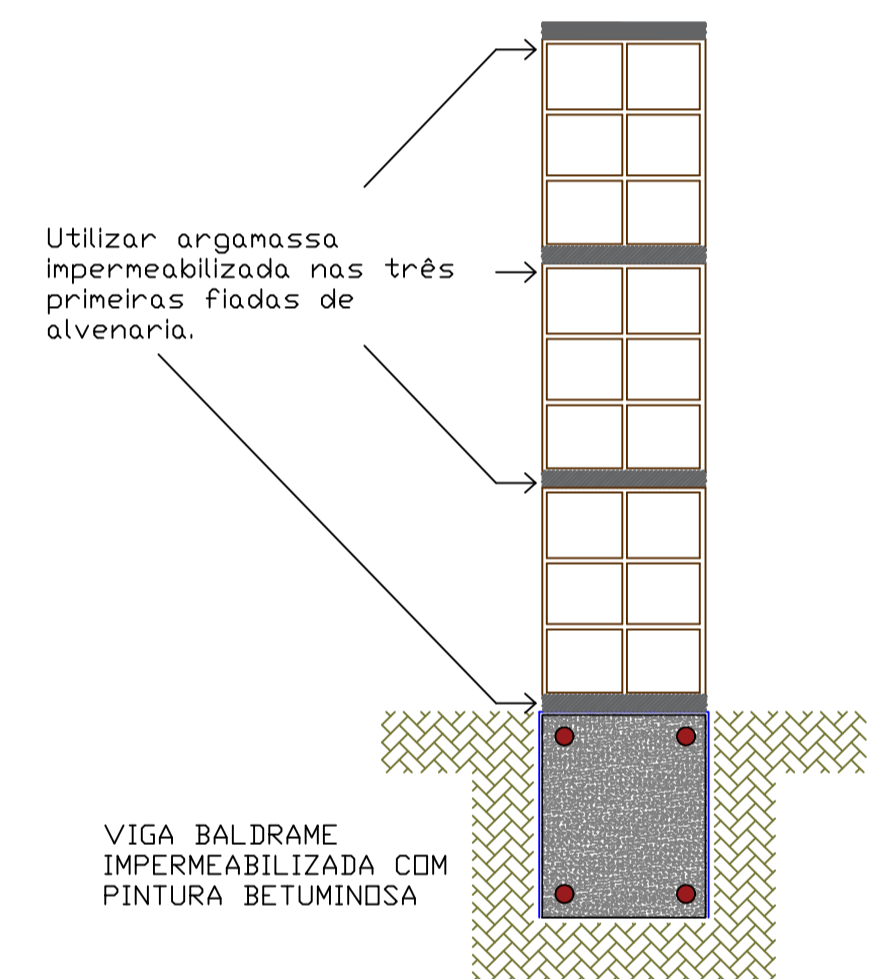 Utilizar argamassa
impermeabilizada nas três
primeiras fiadas de
alvenaria.
VIGA BALDRAME
IMPERMEABILIZADA COM
PINTURA BETUMINOSA